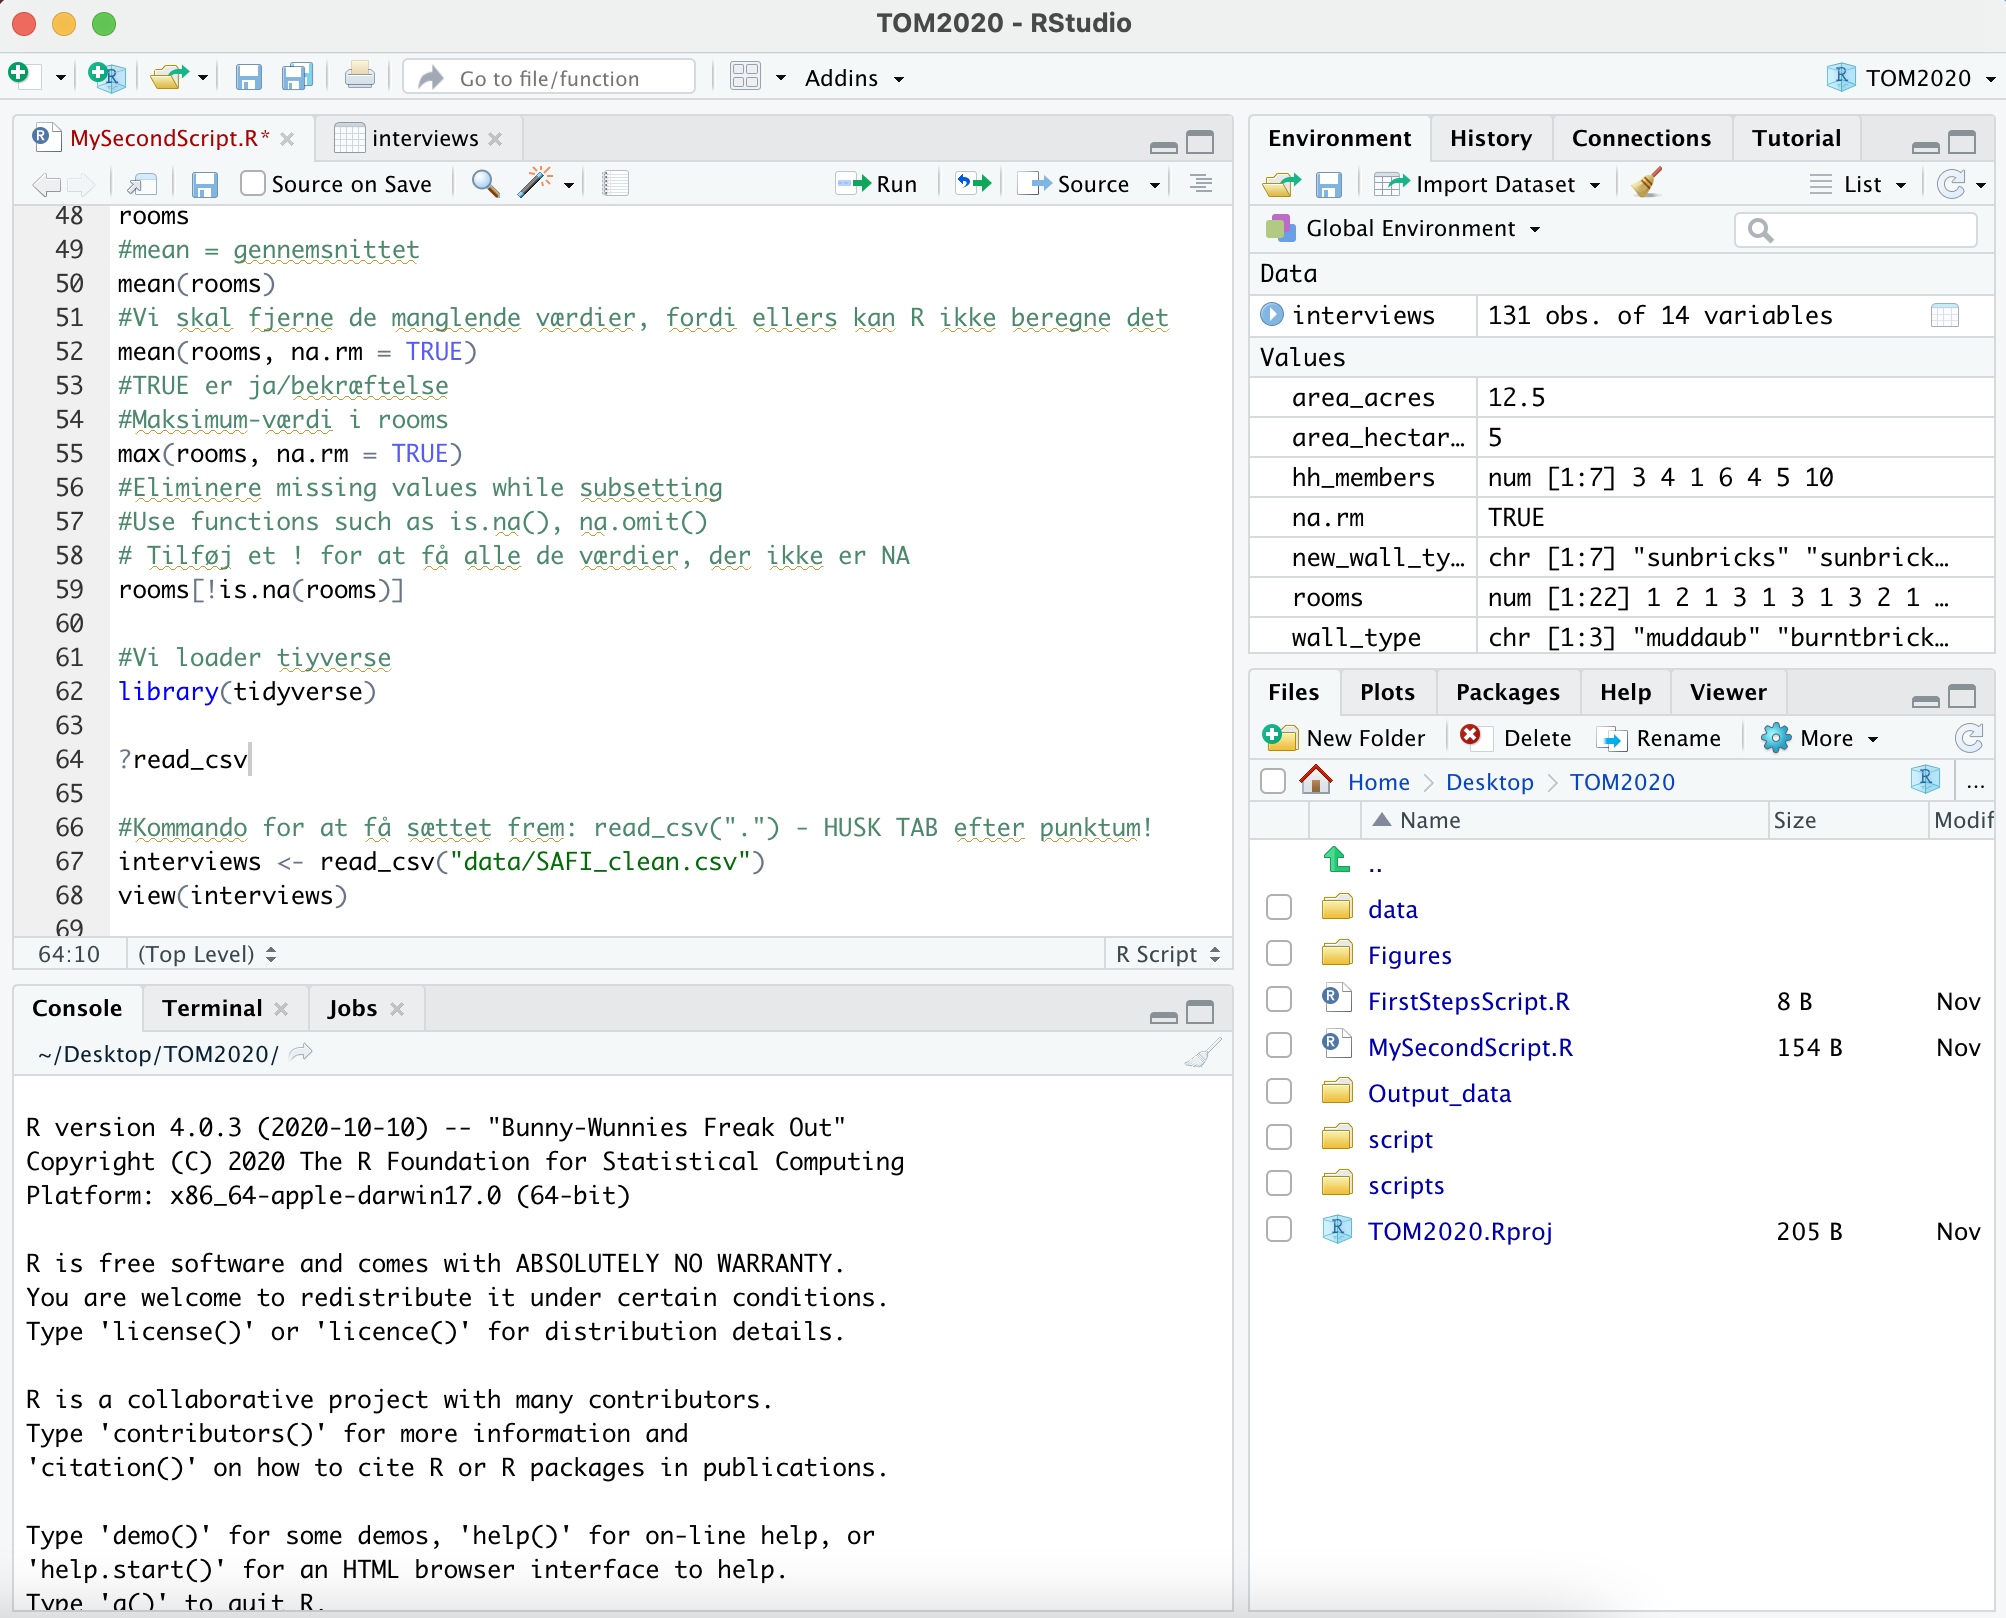 TOM2020 - RStudio
Go to file/function
Addins
TOM2020
MySecondScript.R*
interviews
Source on Save
Run
Source
48 rooms
49 #mean = gennemsnittet
50 mean(rooms)
51 #Vi skal fjerne de manglende værdier, fordi ellers kan R ikke beregne det
52 mean(rooms, na.rm = TRUE)
53 #TRUE er ja/bekræftelse
54 #Maksimum-værdi i rooms
55 max(rooms, na.rm = TRUE)
56 #Eliminere missing values while subsetting
57 #Use functions such as is.na(), na.omit()
58 # Tilføj et ! for at få alle de værdier, der ikke er NA
59 rooms[!is.na(rooms)]
60
61 #Vi loader tiyverse
62 library(tidyverse)
63
64 ?read_csv
65
66 #Kommando for at få sættet frem: read_csv(".") - HUSK TAB efter punktum!
67 interviews <- read_csv("data/SAFI_clean.csv")
68 view(interviews)
69
64:10 (Top Level) R Script
Console Terminal Jobs
~/Desktop/TOM2020/
R version 4.0.3 (2020-10-10) -- "Bunny-Wunnies Freak Out"
Copyright (C) 2020 The R Foundation for Statistical Computing
Platform: x86_64-apple-darwin17.0 (64-bit)
R is free software and comes with ABSOLUTELY NO WARRANTY.
You are welcome to redistribute it under certain conditions.
Type 'license()' or 'licence()' for distribution details.
R is a collaborative project with many contributors.
Type 'contributors()' for more information and
'citation()' on how to cite R or R packages in publications.
Type 'demo()' for some demos, 'help()' for on-line help, or
'help.start()' for an HTML browser interface to help.
Type 'q()' to quit R.
Environment History Connections Tutorial
Import Dataset
List
Global Environment
Data
interviews 131 obs. of 14 variables
Values
area_acres 12.5
area_hectar… 5
hh_members num [1:7] 3 4 1 6 4 5 10
na.rm TRUE
new_wall_ty… chr [1:7] "sunbricks" "sunbrick…
rooms num [1:22] 1 2 1 3 1 3 1 3 2 1 …
wall_type chr [1:3] "muddaub" "burntbrick…
Files Plots Packages Help Viewer
New Folder Delete Rename More
Home Desktop TOM2020 ...
Name Size Modif
..
data
Figures
FirstStepsScript.R 8 B Nov
MySecondScript.R 154 B Nov
Output_data
script
scripts
TOM2020.Rproj 205 B Nov